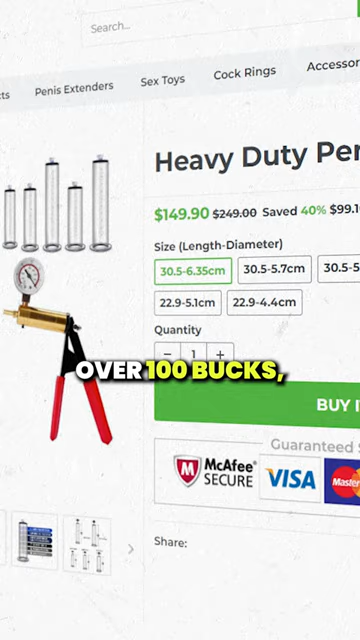 Search...
cts Penis Extenders Sex Toys Cock Rings Accessor
Heavy Duty Pen
$149.90 $249.00 Saved 40% $99.10
Size (Length-Diameter)
30.5-6.35cm 30.5-5.7cm 30.5-5
22.9-5.1cm 22.9-4.4cm
Quantity
− 1 +
OVER 100 BUCKS,
BUY I
Guaranteed S
McAfee SECURE VISA Master
Share: